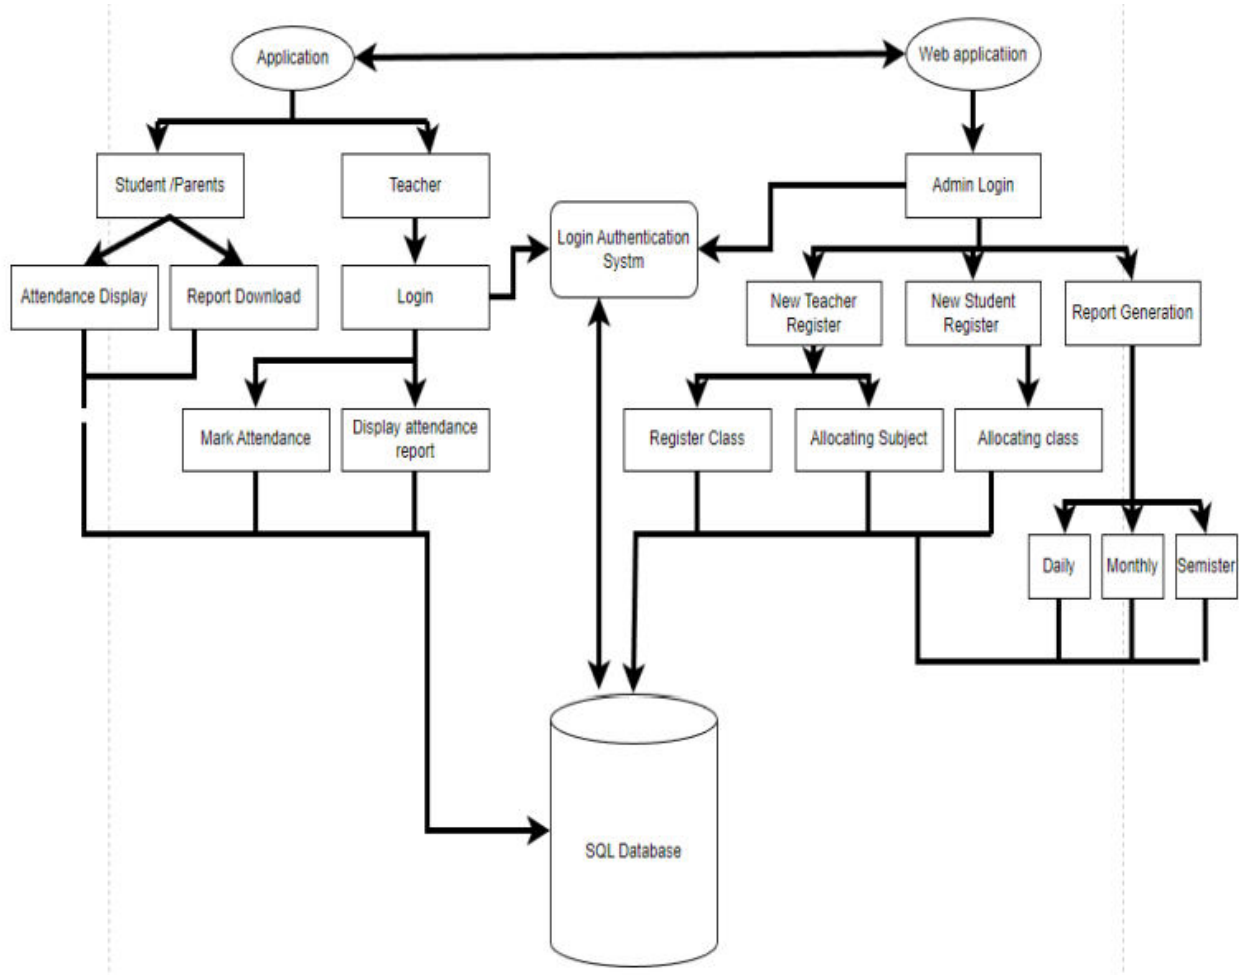 Application
Web applicatiion
Student /Parents
Teacher
Admin Login
Login Authentication
Systm
Attendance Display
Report Download
Login
New Teacher
Register
New Student
Register
Report Generation
Mark Attendance
Display attendance
report
Register Class
Allocating Subject
Allocating class
Daily
Monthly
Semister
SQL Database